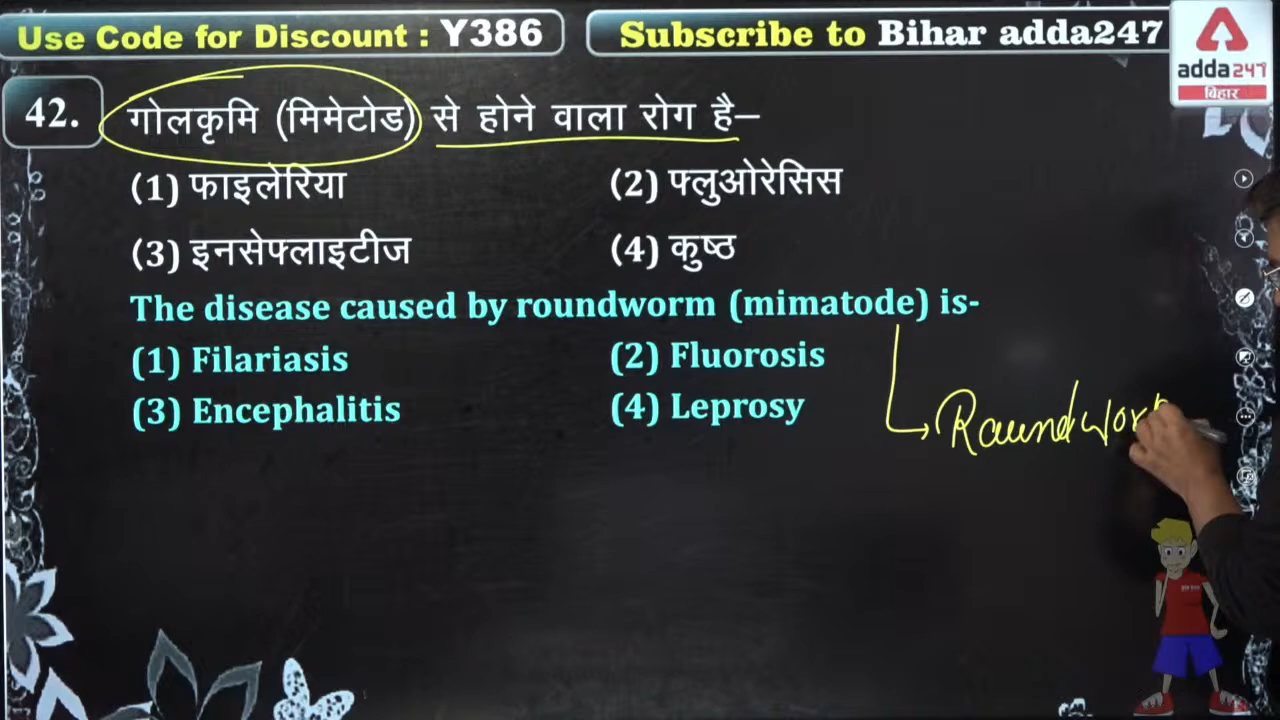 Use Code for Discount : Y386
Subscribe to Bihar adda247
adda247
बिहार
42. गोलकृमि (मिमेटोड) से होने वाला रोग है–
(1) फाइलेरिया (2) फ्लुओरेसिस
(3) इनसेफ्लाइटीज (4) कुष्ठ
The disease caused by roundworm (mimatode) is-
(1) Filariasis (2) Fluorosis
(3) Encephalitis (4) Leprosy